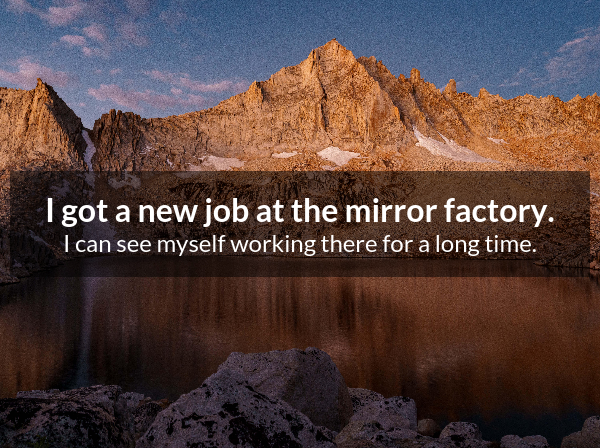 I got a new job at the mirror factory.
I can see myself working there for a long time.